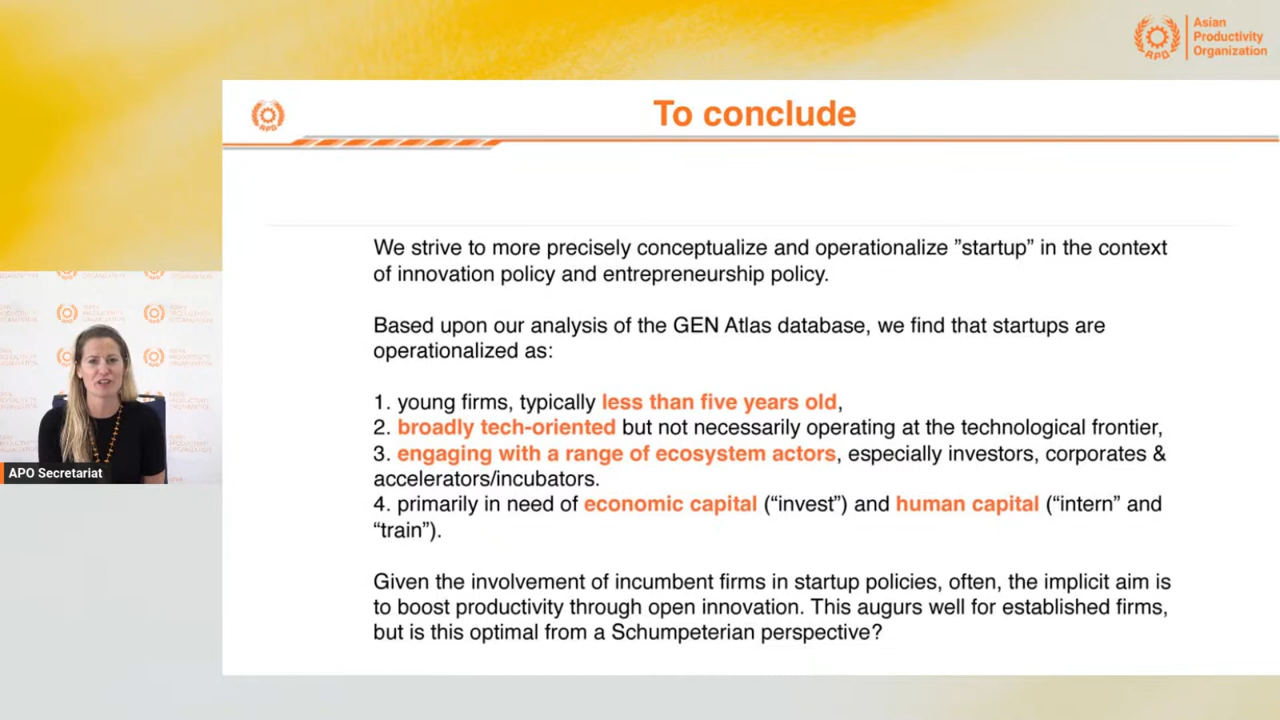 Asian
Productivity
Organization
APO
APO
To conclude
We strive to more precisely conceptualize and operationalize ”startup” in the context
of innovation policy and entrepreneurship policy.
Based upon our analysis of the GEN Atlas database, we find that startups are
operationalized as:
1. young firms, typically less than five years old,
2. broadly tech-oriented but not necessarily operating at the technological frontier,
3. engaging with a range of ecosystem actors, especially investors, corporates &
accelerators/incubators.
4. primarily in need of economic capital (“invest”) and human capital (“intern” and
“train”).
Given the involvement of incumbent firms in startup policies, often, the implicit aim is
to boost productivity through open innovation. This augurs well for established firms,
but is this optimal from a Schumpeterian perspective?
APO Secretariat